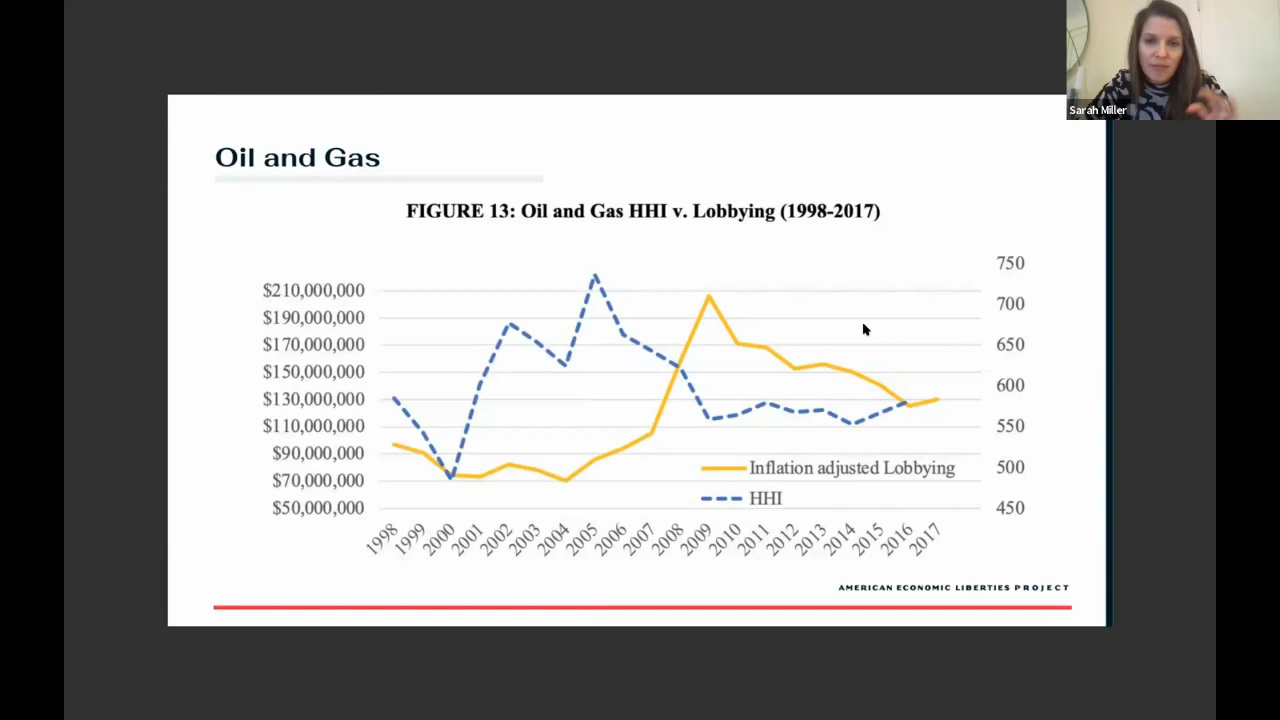 Sarah Miller
Oil and Gas
FIGURE 13: Oil and Gas HHI v. Lobbying (1998-2017)
750
$210,000,000
700
$190,000,000
$170,000,000
650
$150,000,000
600
$130,000,000
$110,000,000
550
$90,000,000
500
$70,000,000
$50,000,000
450
Inflation adjusted Lobbying
HHI
1998 1999 2000 2001 2002 2003 2004 2005 2006 2007 2008 2009 2010 2011 2012 2013 2014 2015 2016 2017
AMERICAN ECONOMIC LIBERTIES PROJECT